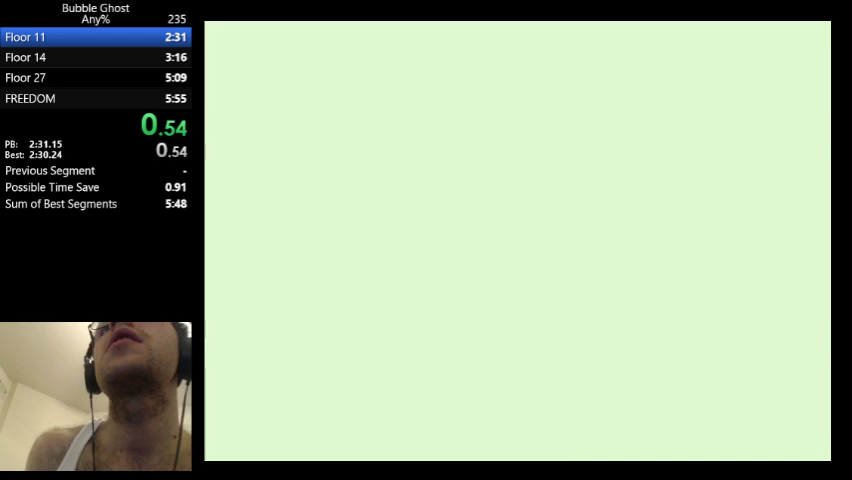 Bubble Ghost
Any% 235
Floor 11 2:31
Floor 14 3:16
Floor 27 5:09
FREEDOM 5:55
0.54
PB: 2:31.15
Best: 2:30.24 0.54
Previous Segment -
Possible Time Save 0.91
Sum of Best Segments 5:48